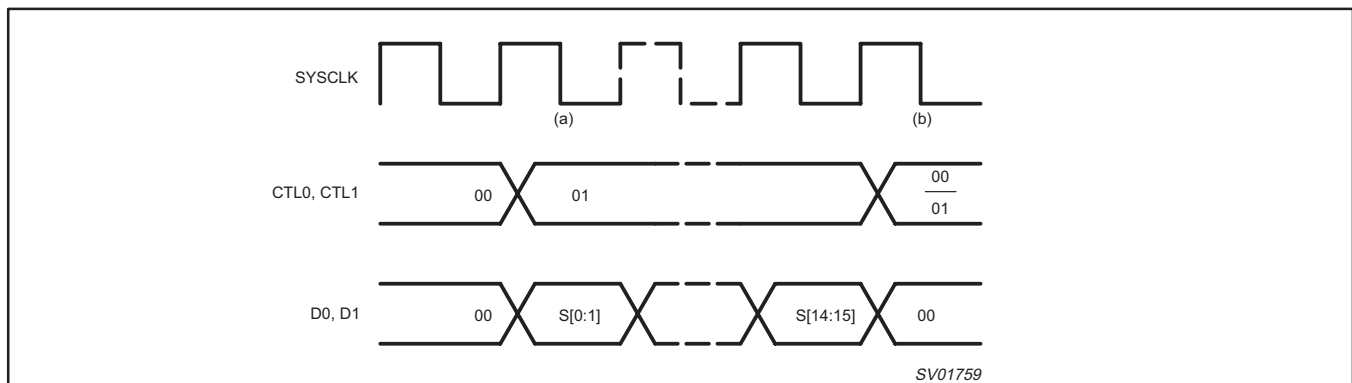 SYSCLK
(a) (b)
CTL0, CTL1 00 01 00
01
D0, D1 00 S[0:1] S[14:15] 00
SV01759